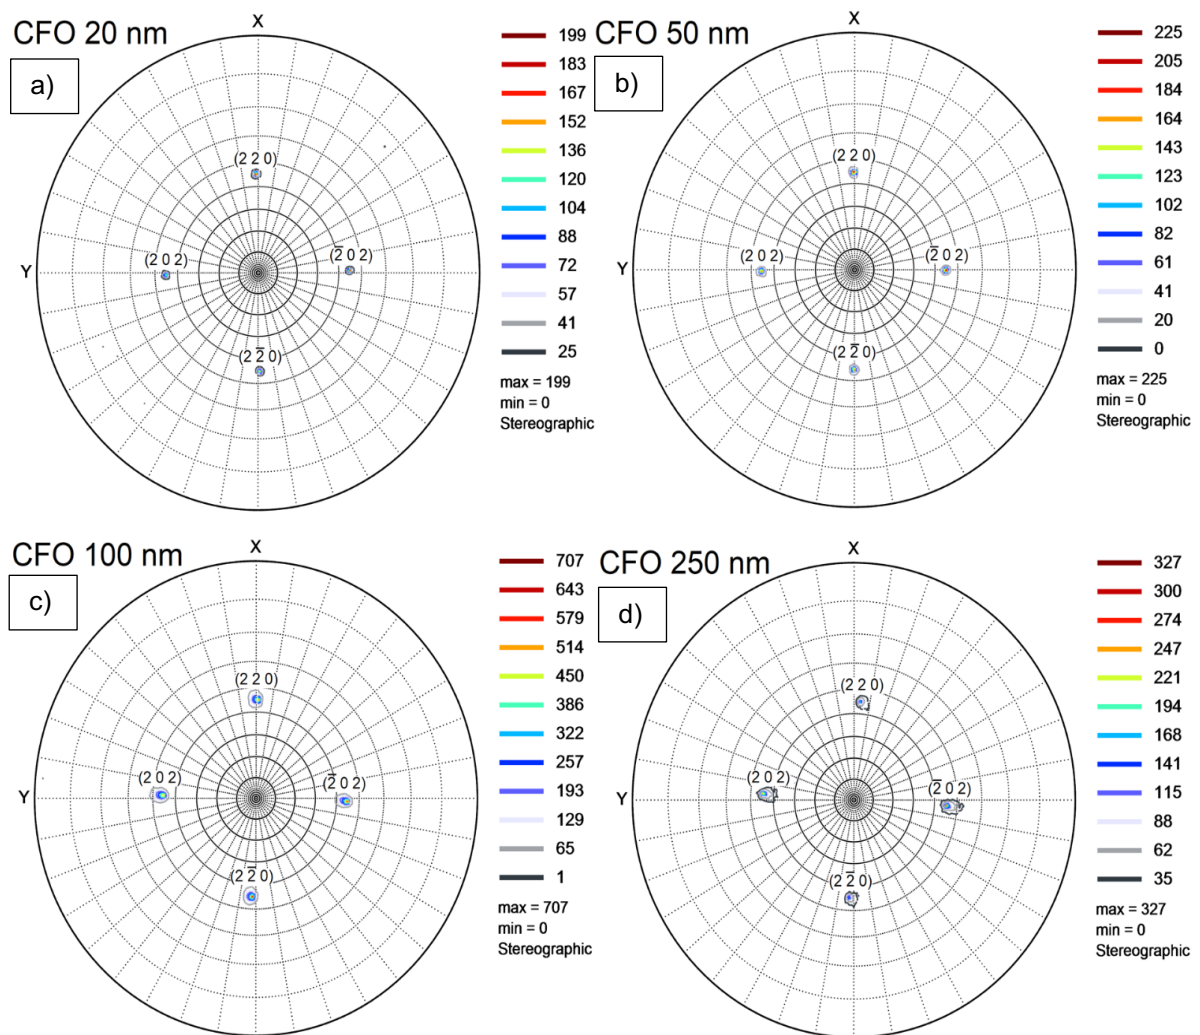 CFO 20 nm
a)
X
Y
(2 2 0)
(2 0 2)
(2̅ 0 2)
(2 2̅ 0)
199
183
167
152
136
120
104
88
72
57
41
25
max = 199
min = 0
Stereographic
CFO 50 nm
b)
X
Y
(2 2 0)
(2 0 2)
(2̅ 0 2)
(2 2̅ 0)
225
205
184
164
143
123
102
82
61
41
20
0
max = 225
min = 0
Stereographic
CFO 100 nm
c)
X
Y
(2 2 0)
(2 0 2)
(2̅ 0 2)
(2 2̅ 0)
707
643
579
514
450
386
322
257
193
129
65
1
max = 707
min = 0
Stereographic
CFO 250 nm
d)
X
Y
(2 2 0)
(2 0 2)
(2̅ 0 2)
(2 2̅ 0)
327
300
274
247
221
194
168
141
115
88
62
35
max = 327
min = 0
Stereographic